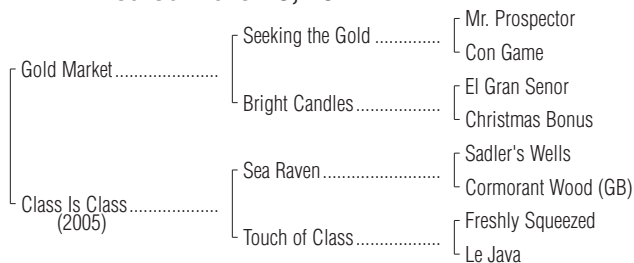 Seeking the Gold ..............
Mr. Prospector
Con Game
Gold Market ......................
Bright Candles ..................
El Gran Senor
Christmas Bonus
Sea Raven .........................
Sadler's Wells
Cormorant Wood (GB)
Class Is Class ...................
(2005)
Touch of Class ..................
Freshly Squeezed
Le Java